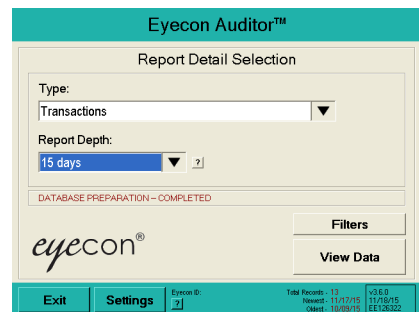 Eyecon Auditor™
Report Detail Selection
Type:
Transactions
Report Depth:
15 days
?
DATABASE PREPARATION – COMPLETED
eyecon®
Filters
View Data
Exit
Settings
Eyecon ID:
?
Total Records - 13
Newest - 11/17/15
Oldest - 10/09/15
v3.6.0
11/18/15
EE126322